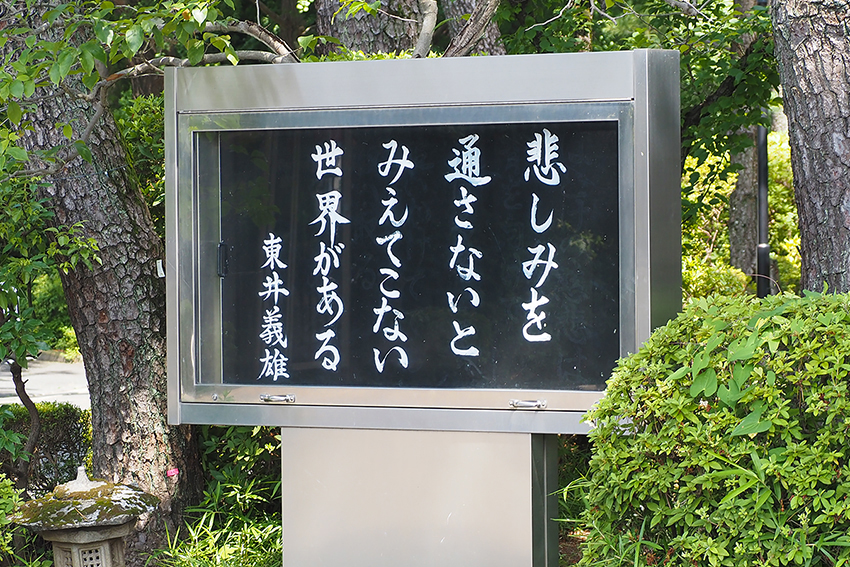 悲しみを
通さないと
みえてこない
世界がある
東井義雄